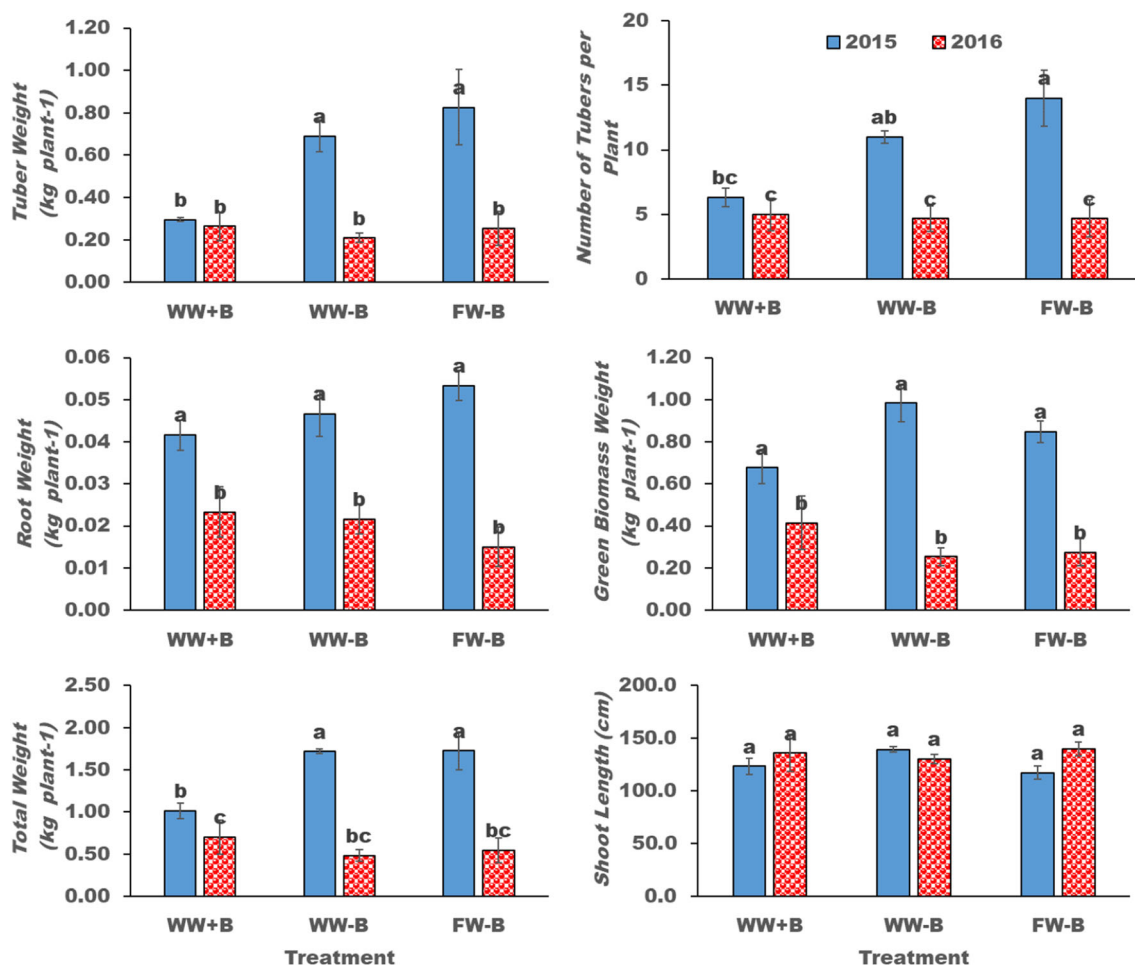 Tuber Weight
(kg plant-1)
1.20
1.00
0.80
0.60
0.40
0.20
0.00
b
b
a
b
a
b
WW+B
WW-B
FW-B
Number of Tubers per
Plant
20
15
10
5
0
2015
2016
bc
c
ab
c
a
c
WW+B
WW-B
FW-B
Root Weight
(kg plant-1)
0.06
0.05
0.04
0.03
0.02
0.01
0.00
a
b
a
b
a
b
WW+B
WW-B
FW-B
Green Biomass Weight
(kg plant-1)
1.20
1.00
0.80
0.60
0.40
0.20
0.00
a
b
a
b
a
b
WW+B
WW-B
FW-B
Total Weight
(kg plant-1)
2.50
2.00
1.50
1.00
0.50
0.00
b
c
a
bc
a
bc
WW+B
WW-B
FW-B
Treatment
Shoot Length (cm)
200.0
150.0
100.0
50.0
0.0
a
a
a
a
a
a
WW+B
WW-B
FW-B
Treatment